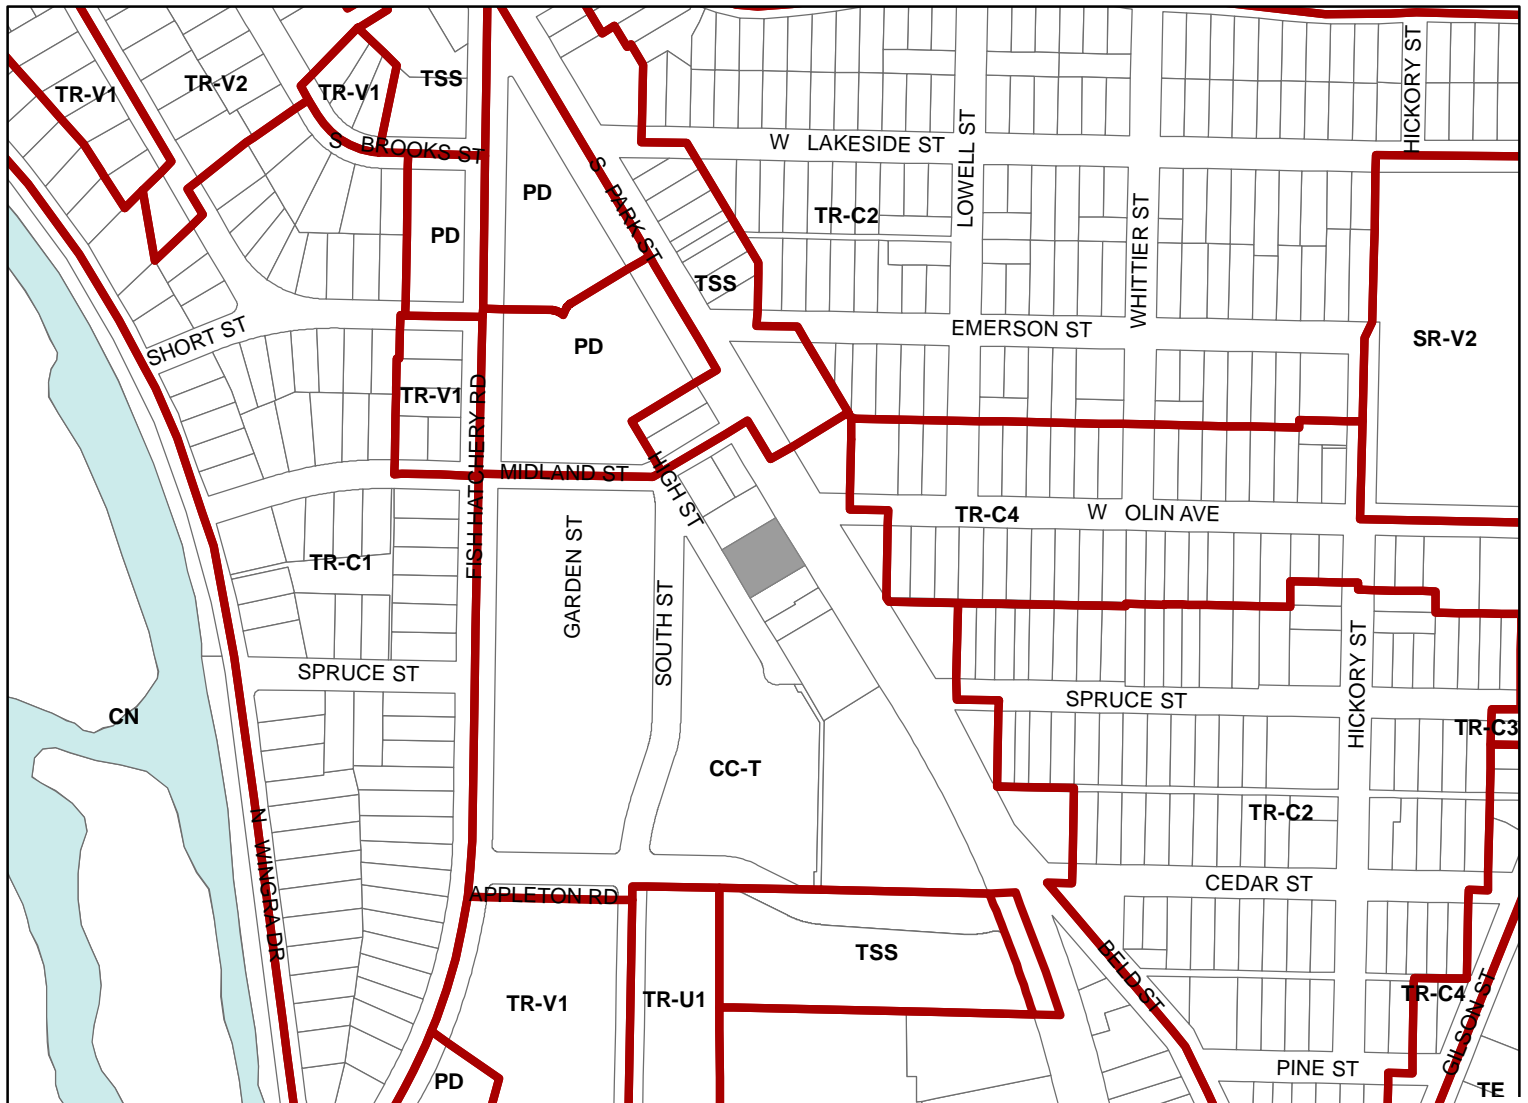 HICKORY ST
TR-V1
TR-V2
TR-V1
TSS
S BROOKS ST
W LAKESIDE ST
LOWELL ST
WHITTIER ST
PD
S PARK ST
TR-C2
PD
TSS
SHORT ST
EMERSON ST
PD
SR-V2
TR-V1
FISH HATCHERY RD
MIDLAND ST
HIGH ST
TR-C4
W OLIN AVE
TR-C1
GARDEN ST
SOUTH ST
SPRUCE ST
HICKORY ST
SPRUCE ST
CN
TR-C3
CC-T
TR-C2
N WINGRA DR
CEDAR ST
APPLETON RD
TSS
BELD ST
TR-V1
TR-U1
TR-C4
GILSON ST
PINE ST
PD
TE